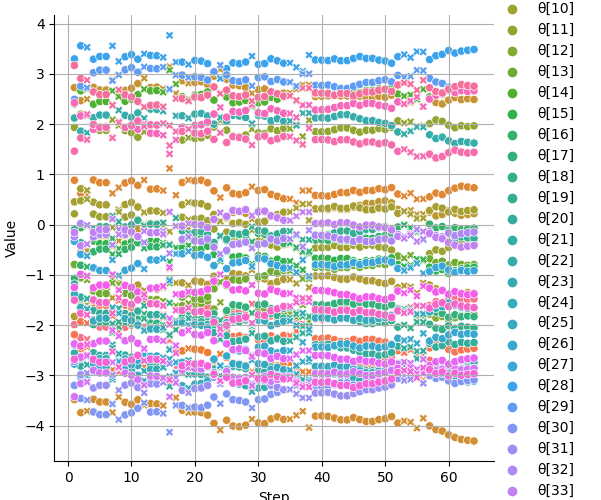 4
3
2
1
0
−1
−2
−3
−4
Value
0
10
20
30
40
50
60
Step
θ[10]
θ[11]
θ[12]
θ[13]
θ[14]
θ[15]
θ[16]
θ[17]
θ[18]
θ[19]
θ[20]
θ[21]
θ[22]
θ[23]
θ[24]
θ[25]
θ[26]
θ[27]
θ[28]
θ[29]
θ[30]
θ[31]
θ[32]
θ[33]